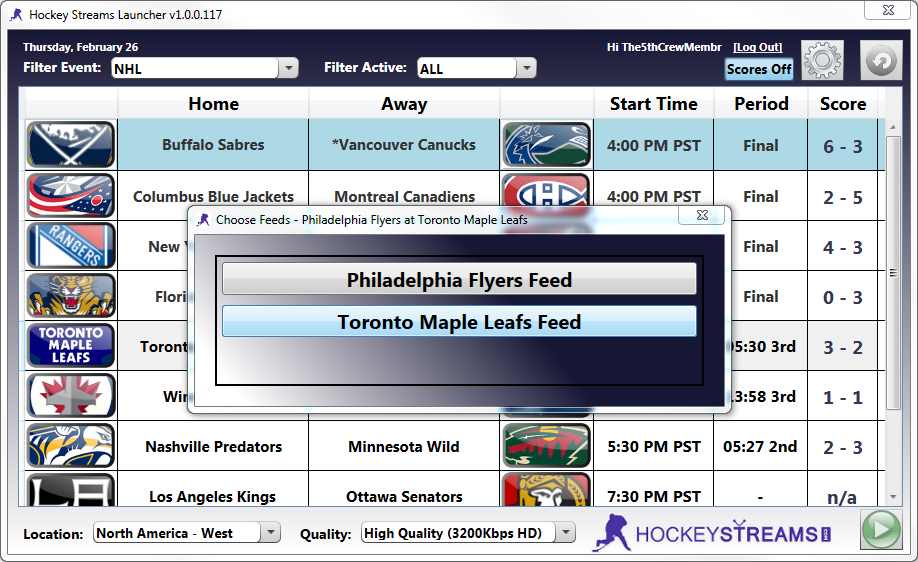 Hockey Streams Launcher v1.0.0.117
Thursday, February 26
Hi The5thCrewMembr [Log Out]
Filter Event: NHL Filter Active: ALL Scores Off
Home Away Start Time Period Score
Buffalo Sabres *Vancouver Canucks 4:00 PM PST Final 6 - 3
Columbus Blue Jackets Montreal Canadiens 4:00 PM PST Final 2 - 5
Choose Feeds - Philadelphia Flyers at Toronto Maple Leafs
RANGERS New Final 4 - 3
Philadelphia Flyers Feed
Flori Final 0 - 3
Toronto Maple Leafs Feed
TORONTO
MAPLE
LEAFS
Toront 05:30 3rd 3 - 2
Win 13:58 3rd 1 - 1
Nashville Predators Minnesota Wild 5:30 PM PST 05:27 2nd 2 - 3
LA Los Angeles Kings Ottawa Senators 7:30 PM PST - n/a
Location: North America - West Quality: High Quality (3200Kbps HD) HOCKEYSTREAMS